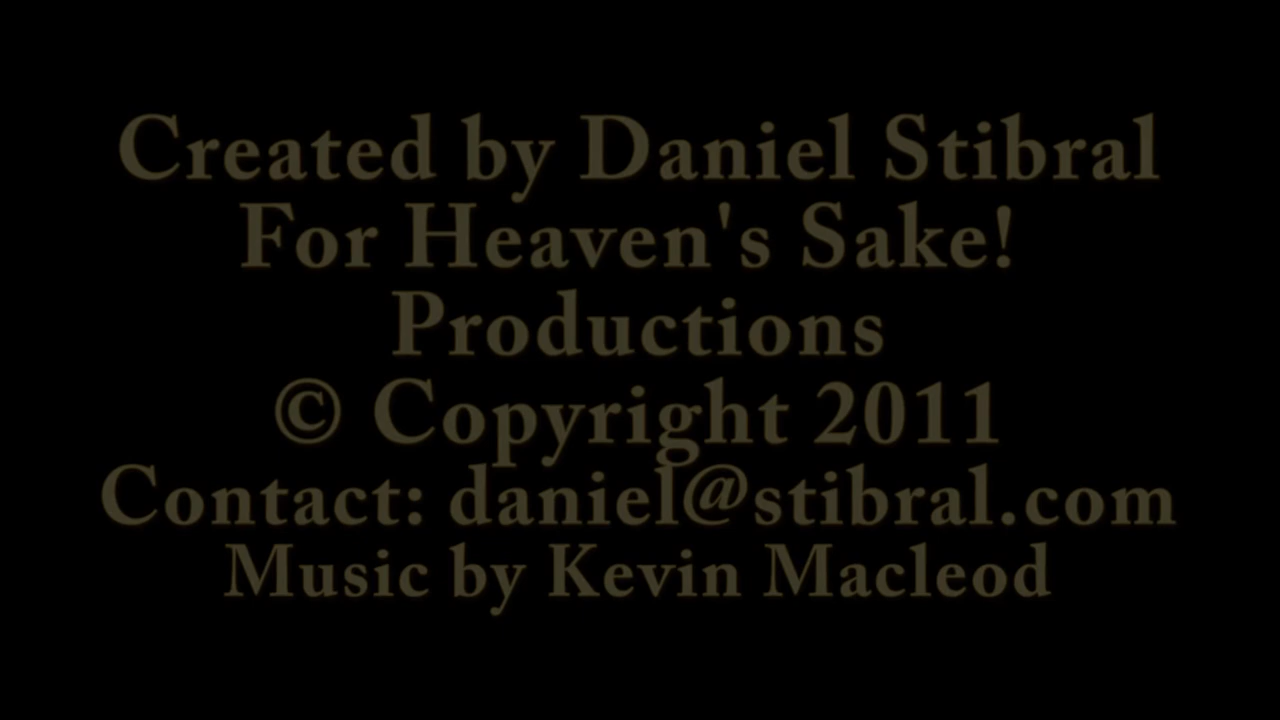 Created by Daniel Stibral
For Heaven's Sake!
Productions
© Copyright 2011
Contact: daniel@stibral.com
Music by Kevin Macleod